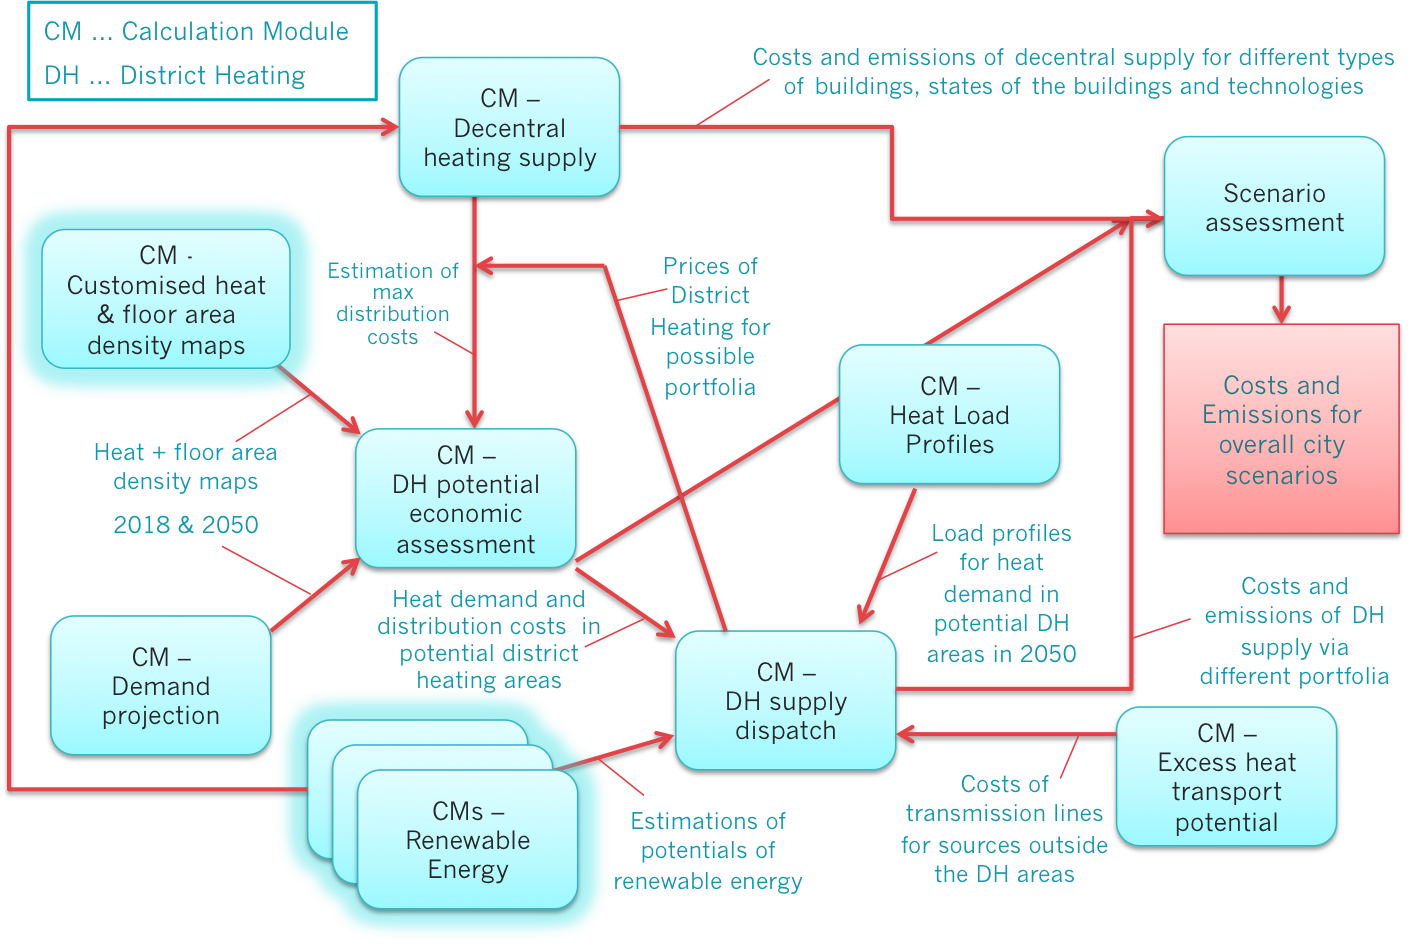 CM ... Calculation Module
DH ... District Heating
CM –
Decentral
heating supply
Costs and emissions of decentral supply for different types
of buildings, states of the buildings and technologies
Scenario
assessment
CM -
Customised heat
& floor area
density maps
Estimation of
max
distribution
costs
Prices of
District
Heating for
possible
portfolia
CM –
Heat Load
Profiles
Costs and
Emissions for
overall city
scenarios
Heat + floor area
density maps
2018 & 2050
CM –
DH potential
economic
assessment
Load profiles
for heat
demand in
potential DH
areas in 2050
Costs and
emissions of DH
supply via
different portfolia
Heat demand and
distribution costs in
potential district
heating areas
CM –
Demand
projection
CM –
DH supply
dispatch
CM –
Excess heat
transport
potential
CMs –
Renewable
Energy
Estimations of
potentials of
renewable energy
Costs of
transmission lines
for sources outside
the DH areas